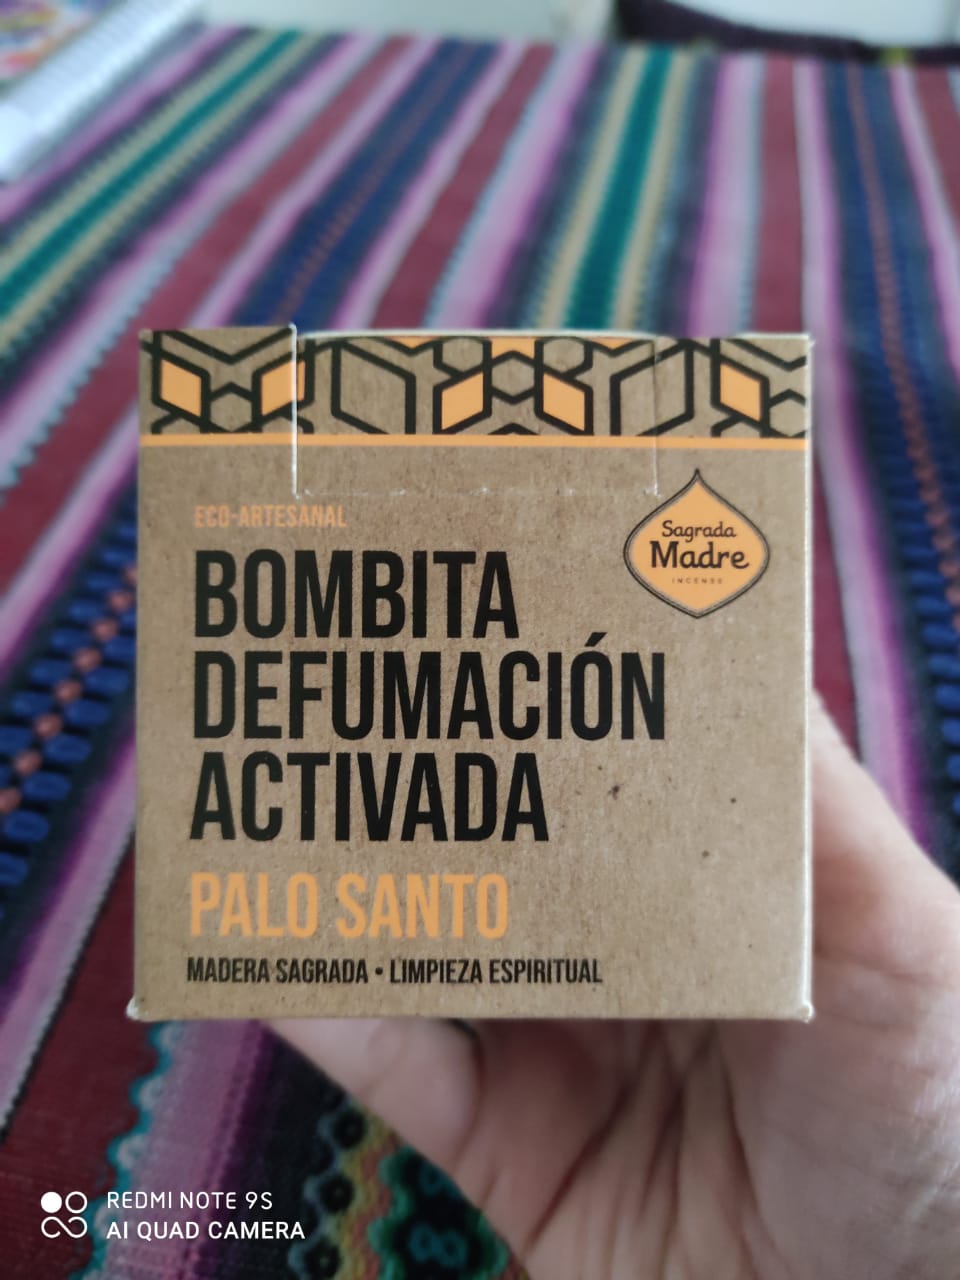 ECO-ARTESANAL
BOMBITA
DEFUMACIÓN
ACTIVADA
PALO SANTO
MADERA SAGRADA • LIMPIEZA ESPIRITUAL
Sagrada
Madre
INCENSO
REDMI NOTE 9S
AI QUAD CAMERA